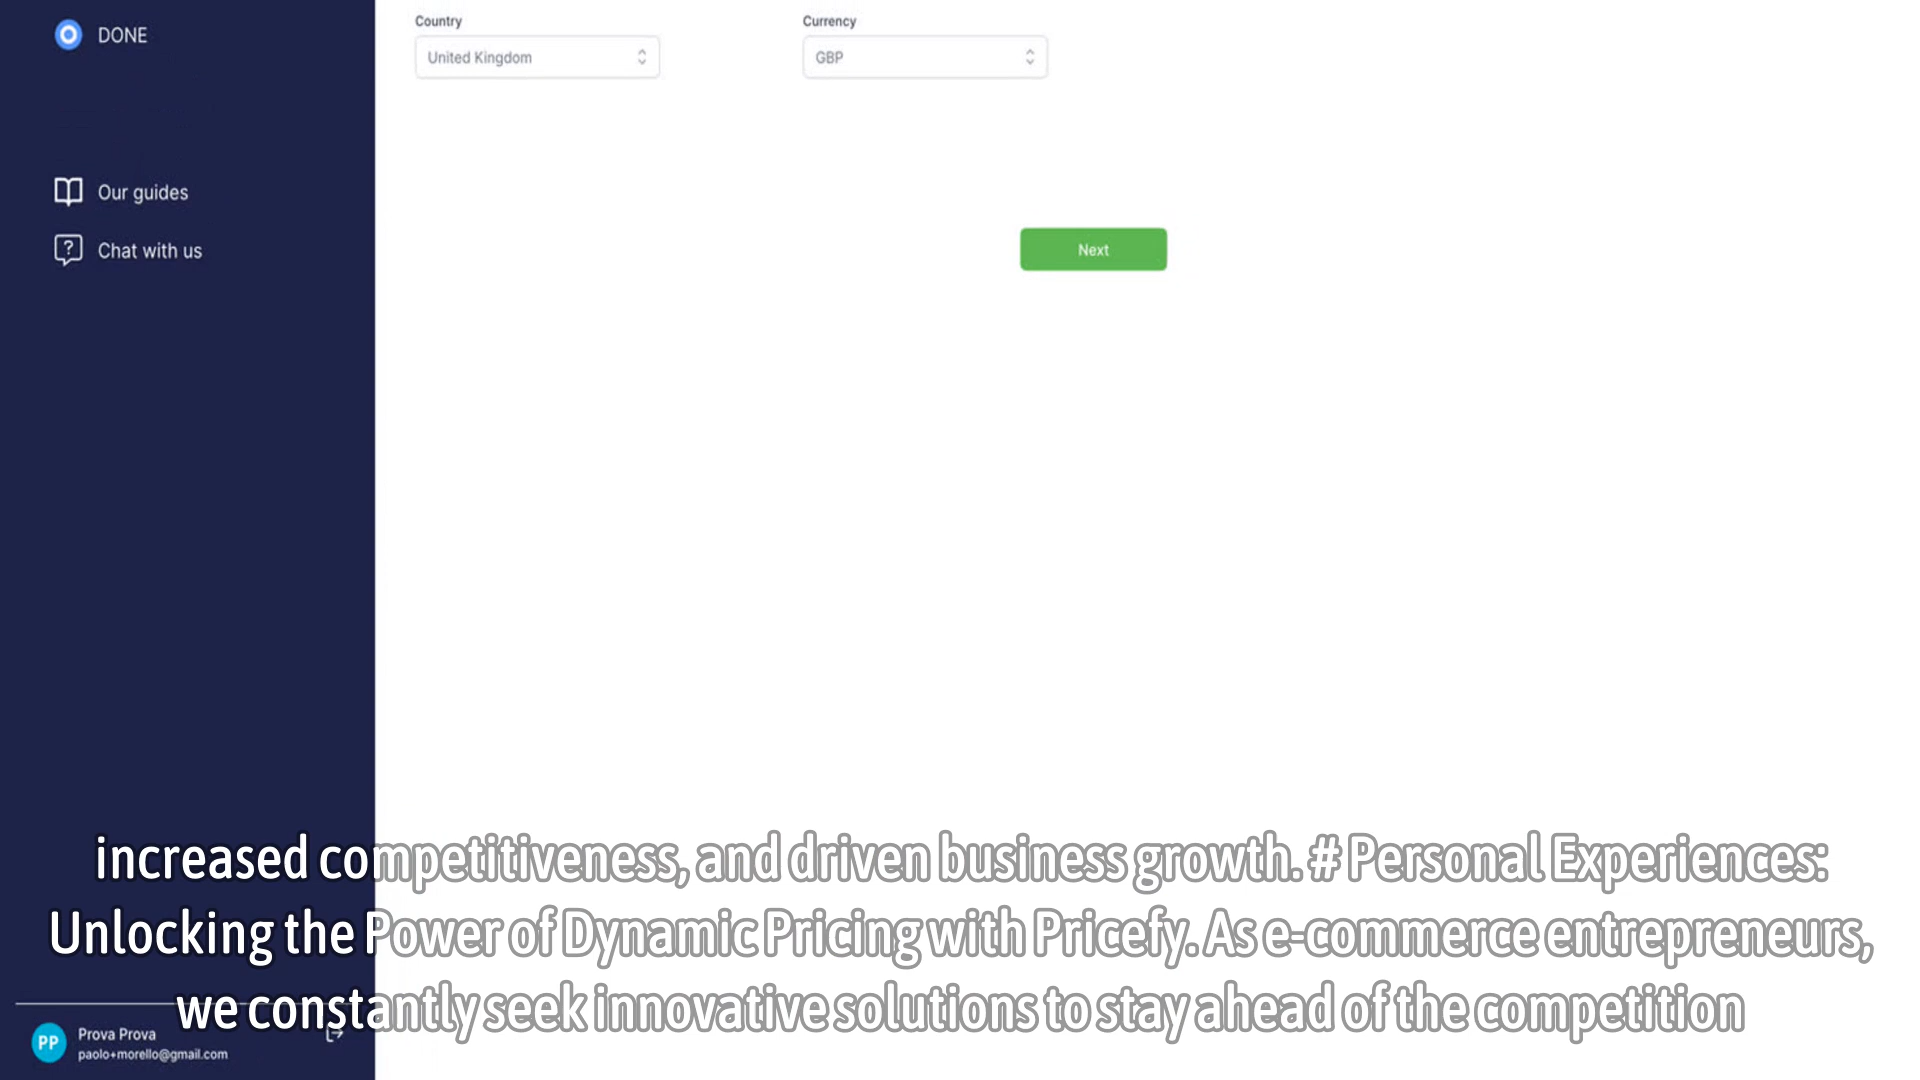 DONE
Our guides
Chat with us
Country
Currency
United Kingdom
GBP
Next
increased competitiveness, and driven business growth. # Personal Experiences:
Unlocking the Power of Dynamic Pricing with Pricefy. As e-commerce entrepreneurs,
we constantly seek innovative solutions to stay ahead of the competition
PP
Prova Prova
paolo+morello@gmail.com